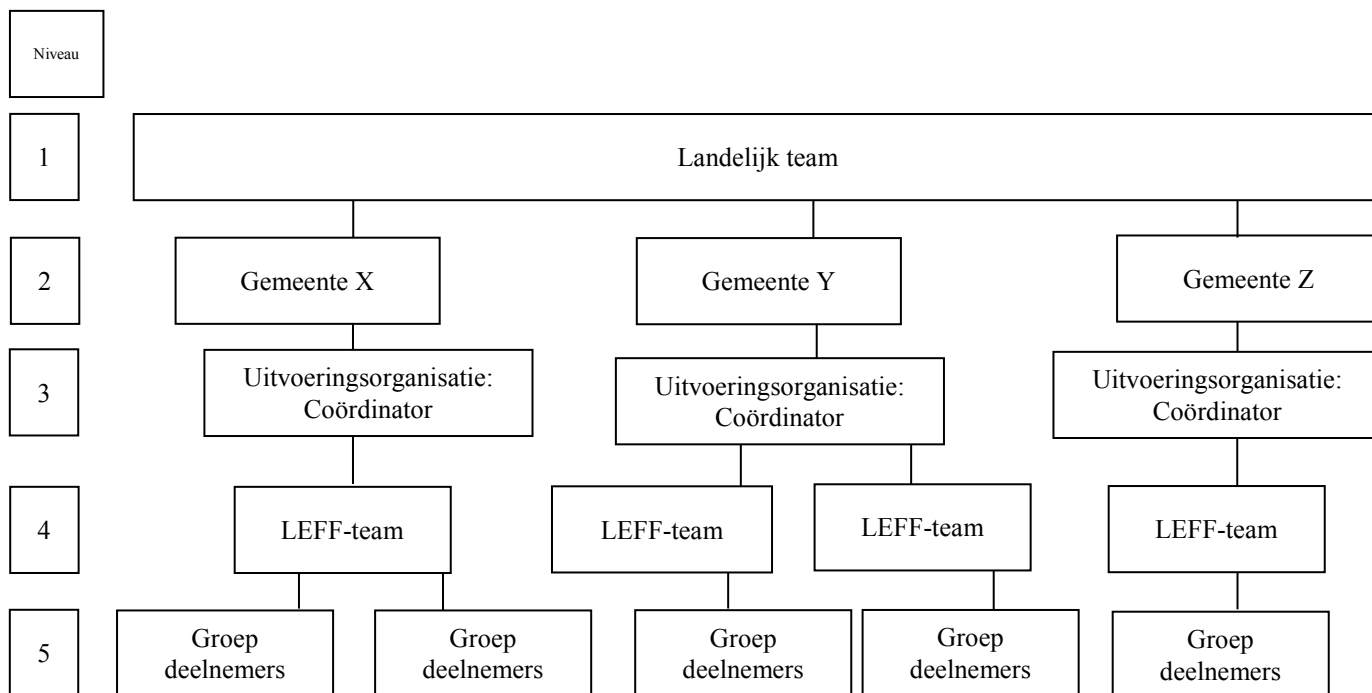 Niveau
1
Landelijk team
2
Gemeente X
Gemeente Y
Gemeente Z
3
Uitvoeringsorganisatie:
Coördinator
Uitvoeringsorganisatie:
Coördinator
Uitvoeringsorganisatie:
Coördinator
4
LEFF-team
LEFF-team
LEFF-team
LEFF-team
5
Groep
deelnemers
Groep
deelnemers
Groep
deelnemers
Groep
deelnemers
Groep
deelnemers